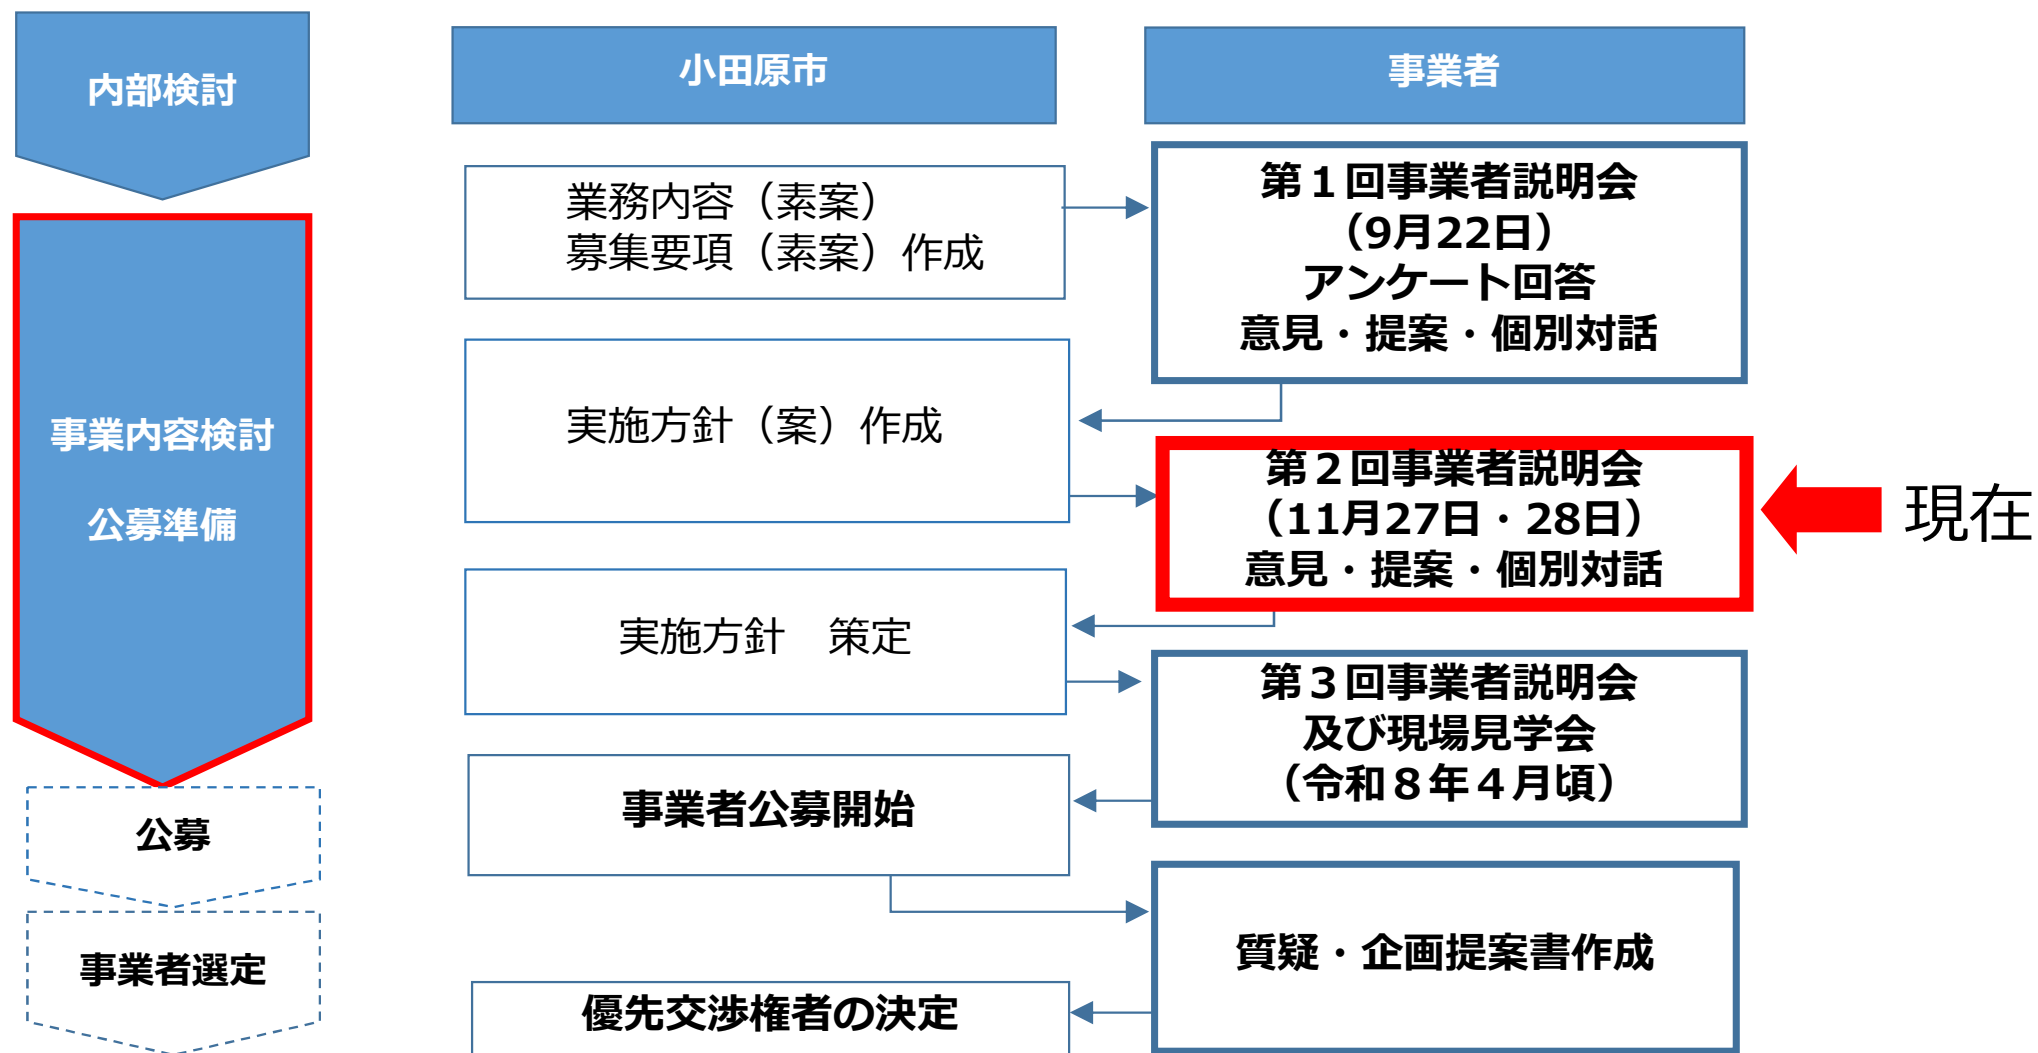 内部検討
小田原市
事業者
業務内容（素案）
募集要項（素案）作成
第１回事業者説明会
（9月22日）
アンケート回答
意見・提案・個別対話
事業内容検討
公募準備
実施方針（案）作成
第２回事業者説明会
（11月27日・28日）
意見・提案・個別対話
現在
実施方針　策定
第３回事業者説明会
及び現場見学会
（令和８年４月頃）
公募
事業者公募開始
事業者選定
質疑・企画提案書作成
優先交渉権者の決定